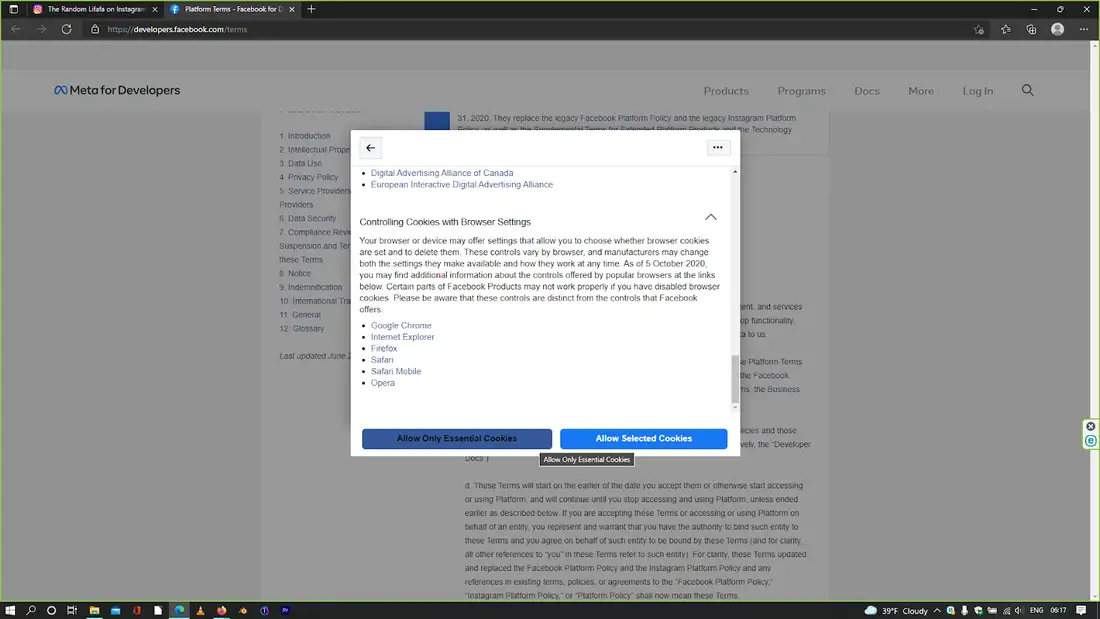 The Random Lifafa on Instagram
Platform Terms - Facebook for D
https://developers.facebook.com/terms
Meta for Developers
Products
Programs
Docs
More
Log In
31, 2020. They replace the legacy Facebook Platform Policy and the legacy Instagram Platform
Policy, as well as the Supplemental Terms for Extended Platform Products and the Technology
1. Introduction
2. Intellectual Prope
3. Data Use
4. Privacy Policy
5. Service Providers
Providers
6. Data Security
7. Compliance Revie
Suspension and Ter
these Terms
8. Notice
9. Indemnification
10. International Tra
11. General
12. Glossary
Last updated June 2
Digital Advertising Alliance of Canada
European Interactive Digital Advertising Alliance
Controlling Cookies with Browser Settings
Your browser or device may offer settings that allow you to choose whether browser cookies
are set and to delete them. These controls vary by browser, and manufacturers may change
both the settings they make available and how they work at any time. As of 5 October 2020,
you may find additional information about the controls offered by popular browsers at the links
below. Certain parts of Facebook Products may not work properly if you have disabled browser
cookies. Please be aware that these controls are distinct from the controls that Facebook
offers.
Google Chrome
Internet Explorer
Firefox
Safari
Safari Mobile
Opera
Allow Only Essential Cookies
Allow Selected Cookies
Allow Only Essential Cookies
tent, and services
op functionality,
ta to us.
se Platform Terms
the Facebook
ms, the Business
licies and those
vely, the "Developer
Docs")
d. These Terms will start on the earlier of the date you accept them or otherwise start accessing
or using Platform, and will continue until you stop accessing and using Platform, unless ended
earlier as described below. If you are accepting these Terms or accessing or using Platform on
behalf of an entity, you represent and warrant that you have the authority to bind such entity to
these Terms and you agree on behalf of such entity to be bound by these Terms (and for clarity,
all other references to "you" in these Terms refer to such entity). For clarity, these Terms updated
and replaced the Facebook Platform Policy and the Instagram Platform Policy and any
references in existing terms, policies, or agreements to the "Facebook Platform Policy,"
"Instagram Platform Policy," or "Platform Policy" shall now mean these Terms.
39°F Cloudy
ENG
06:17